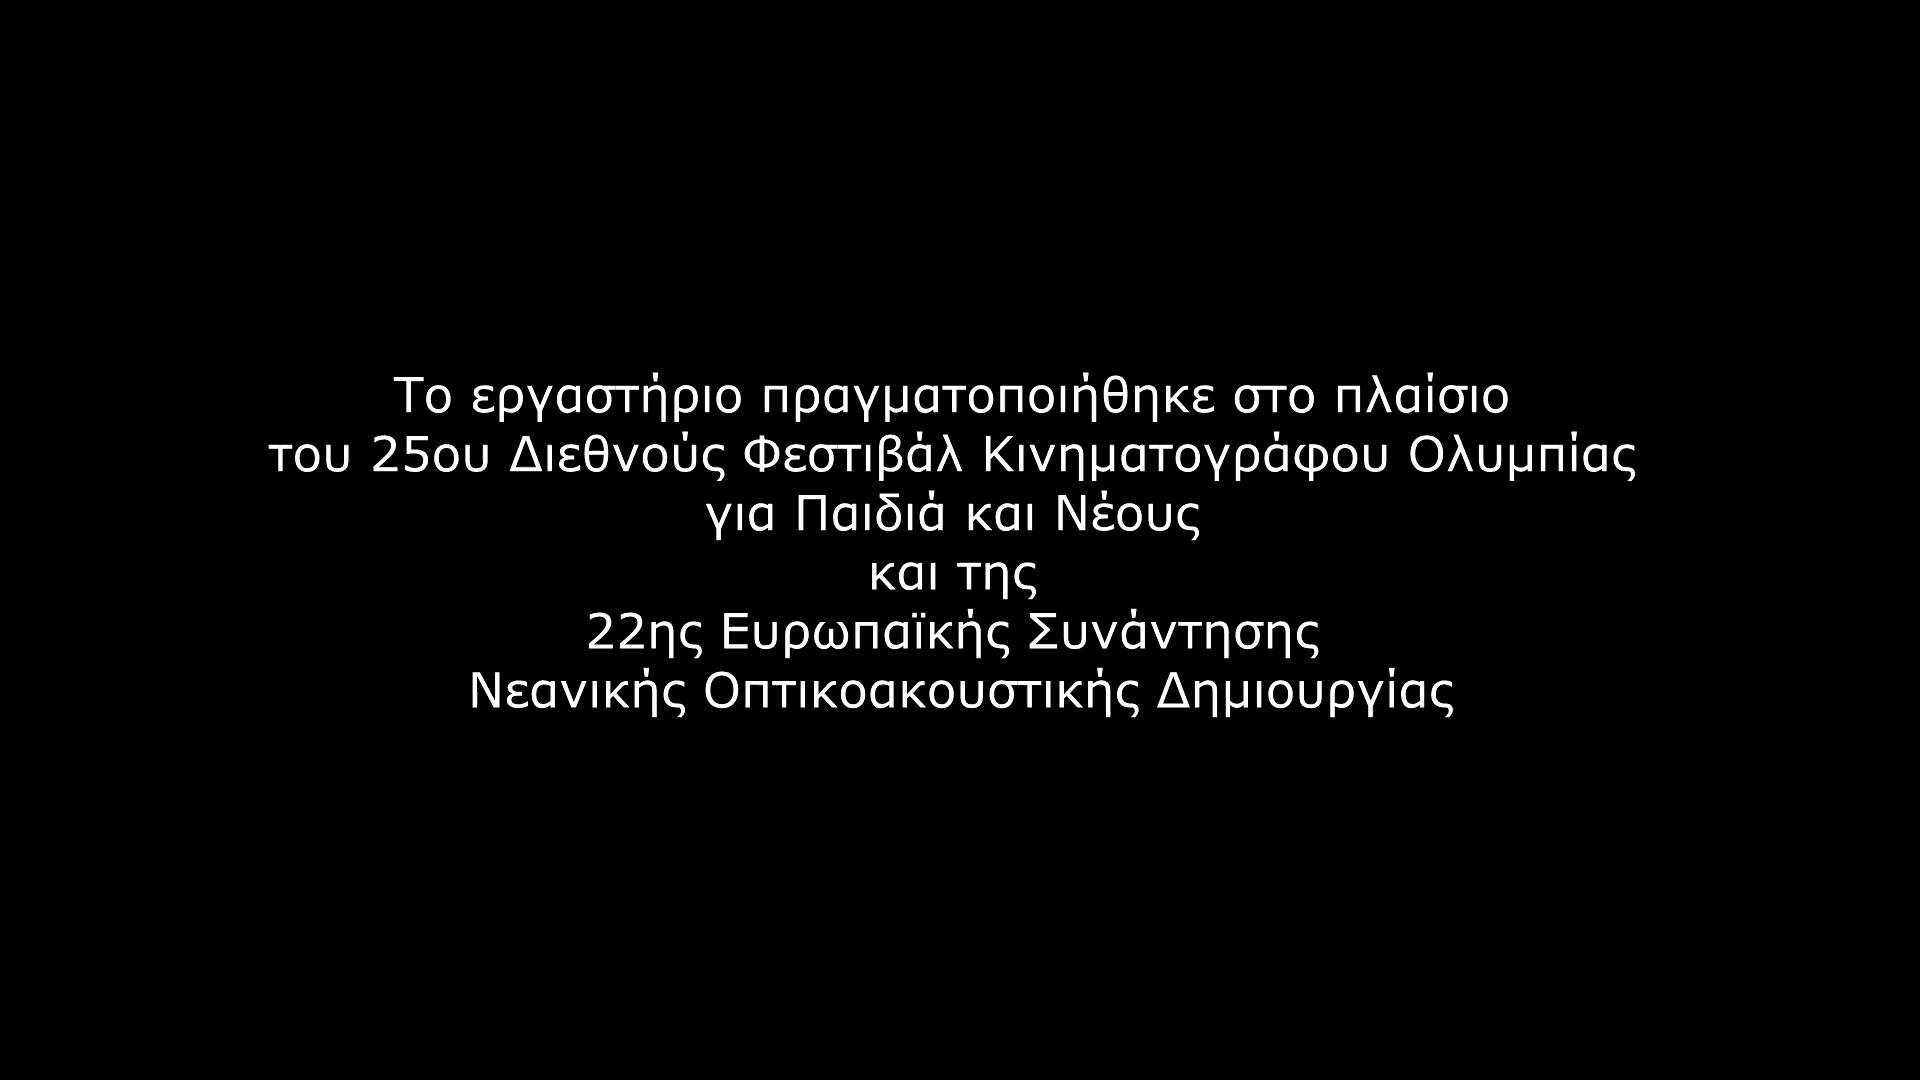 Το εργαστήριο πραγματοποιήθηκε στο πλαίσιο
του 25ου Διεθνούς Φεστιβάλ Κινηματογράφου Ολυμπίας
για Παιδιά και Νέους
και της
22ης Ευρωπαϊκής Συνάντησης
Νεανικής Οπτικοακουστικής Δημιουργίας